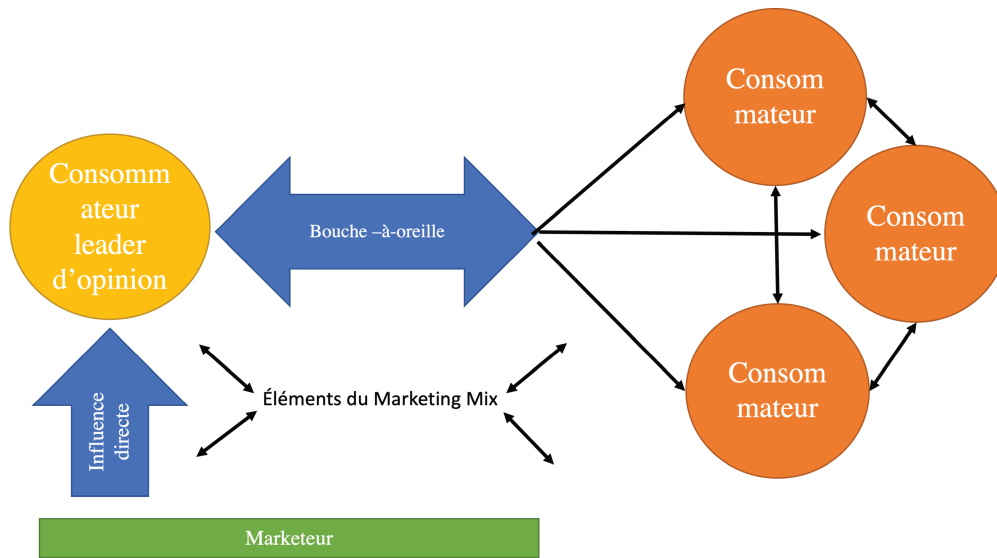 Consomm
ateur
leader
d’opinion
Bouche –à-oreille
Consom
mateur
Consom
mateur
Consom
mateur
Éléments du Marketing Mix
Influence
directe
Marketeur